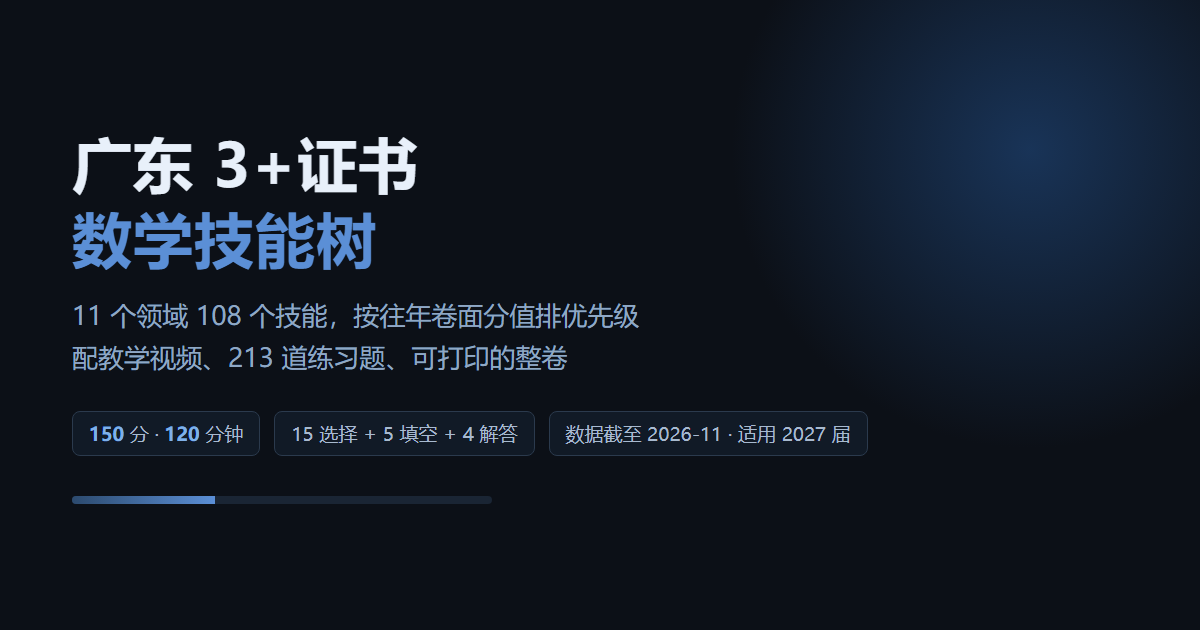 广东 3+证书
数学技能树
11 个领域 108 个技能，按往年卷面分值排优先级
配教学视频、213 道练习题、可打印的整卷
150 分 · 120 分钟
15 选择 + 5 填空 + 4 解答
数据截至 2026-11 · 适用 2027 届